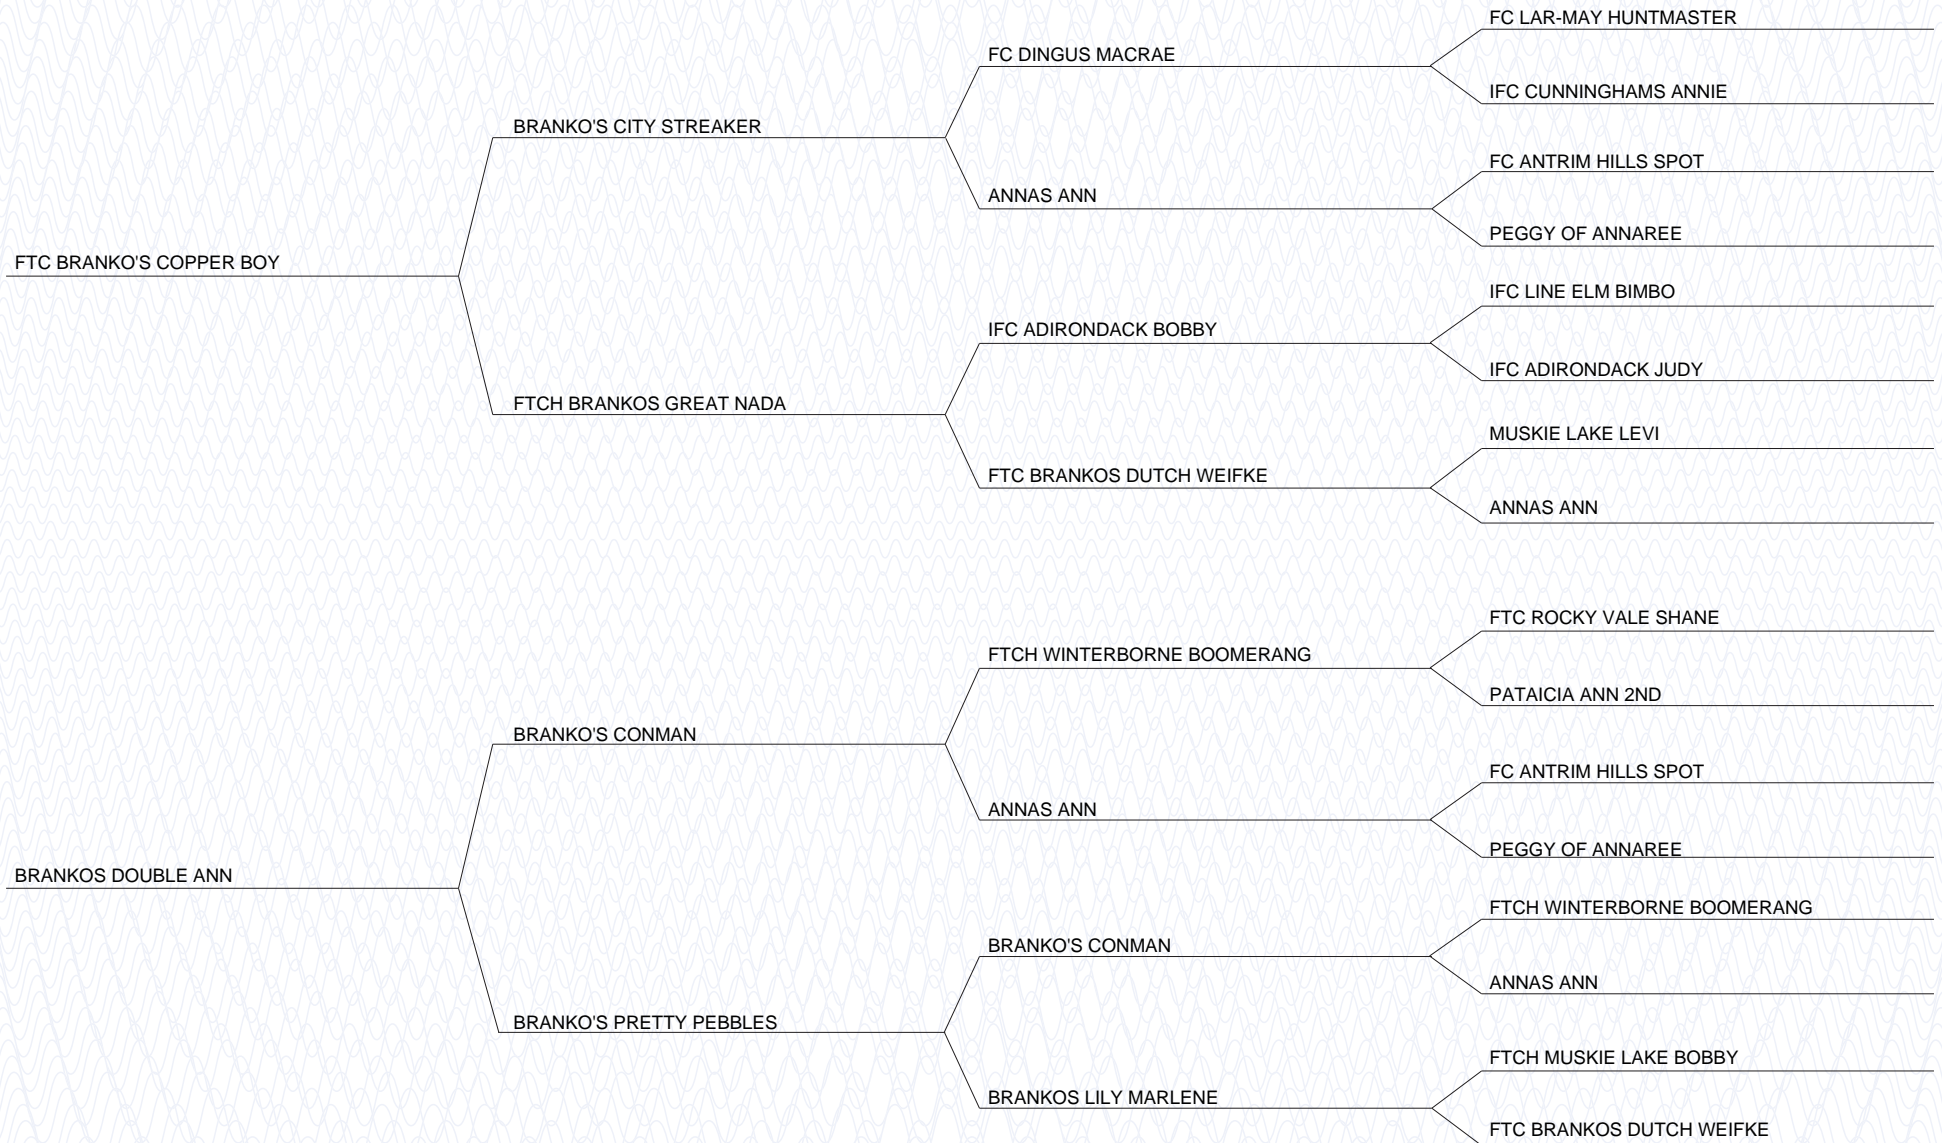 FC LAR-MAY HUNTMASTER
FC DINGUS MACRAE
IFC CUNNINGHAMS ANNIE
BRANKO'S CITY STREAKER
FC ANTRIM HILLS SPOT
ANNAS ANN
PEGGY OF ANNAREE
FTC BRANKO'S COPPER BOY
IFC LINE ELM BIMBO
IFC ADIRONDACK BOBBY
IFC ADIRONDACK JUDY
FTCH BRANKOS GREAT NADA
MUSKIE LAKE LEVI
FTC BRANKOS DUTCH WEIFKE
ANNAS ANN
FTC ROCKY VALE SHANE
FTCH WINTERBORNE BOOMERANG
PATAICIA ANN 2ND
BRANKO'S CONMAN
FC ANTRIM HILLS SPOT
ANNAS ANN
PEGGY OF ANNAREE
BRANKOS DOUBLE ANN
FTCH WINTERBORNE BOOMERANG
BRANKO'S CONMAN
ANNAS ANN
BRANKO'S PRETTY PEBBLES
FTCH MUSKIE LAKE BOBBY
BRANKOS LILY MARLENE
FTC BRANKOS DUTCH WEIFKE